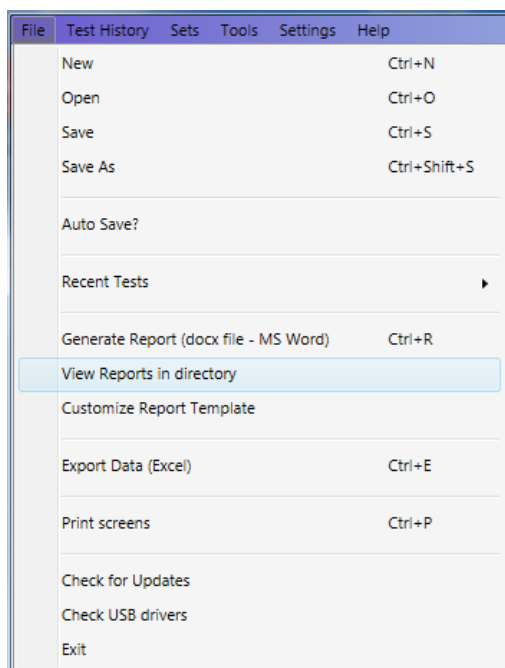 File Test History Sets Tools Settings Help
New Ctrl+N
Open Ctrl+O
Save Ctrl+S
Save As Ctrl+Shift+S
Auto Save?
Recent Tests
Generate Report (docx file - MS Word) Ctrl+R
View Reports in directory
Customize Report Template
Export Data (Excel) Ctrl+E
Print screens Ctrl+P
Check for Updates
Check USB drivers
Exit